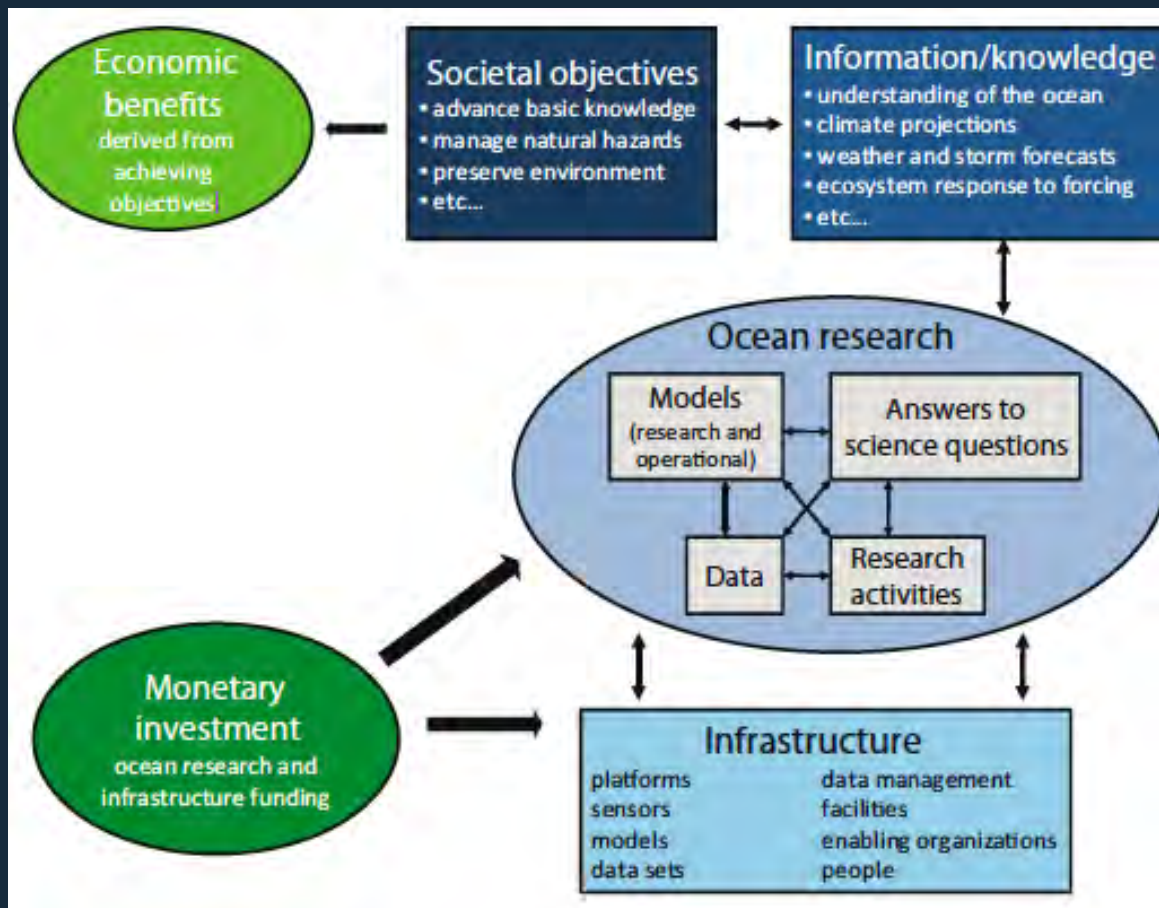 Economic
benefits
derived from
achieving
objectives
Societal objectives
• advance basic knowledge
• manage natural hazards
• preserve environment
• etc...
Information/knowledge
• understanding of the ocean
• climate projections
• weather and storm forecasts
• ecosystem response to forcing
• etc...
Ocean research
Models
(research and
operational)
Answers to
science questions
Data
Research
activities
Monetary
investment
ocean research and
infrastructure funding
Infrastructure
platforms
sensors
models
data sets
data management
facilities
enabling organizations
people